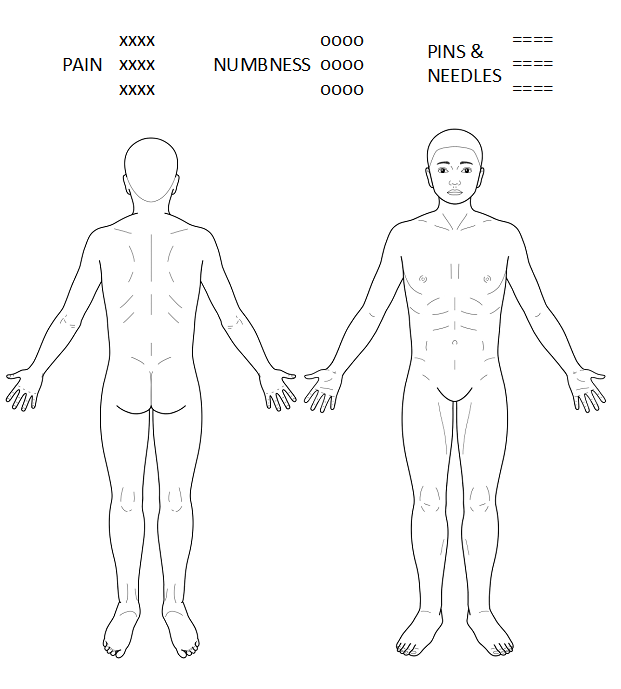 xxxx oooo ====
PAIN xxxx NUMBNESS oooo PINS & NEEDLES ====
xxxx oooo ====